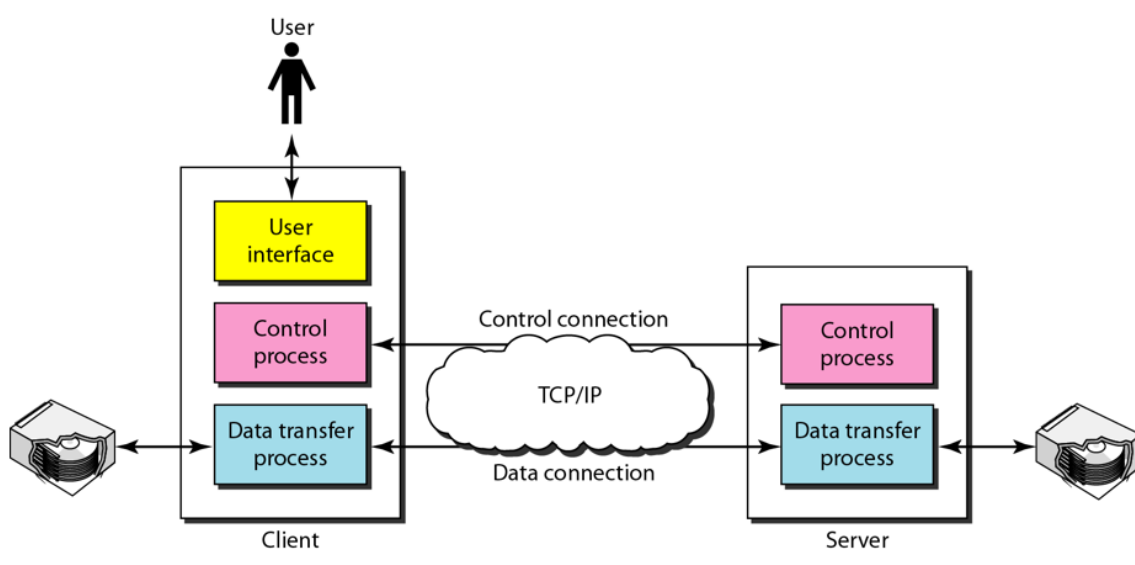 User
User
interface
Control
process
Control connection
Control
process
TCP/IP
Data transfer
process
Data connection
Data transfer
process
Client
Server